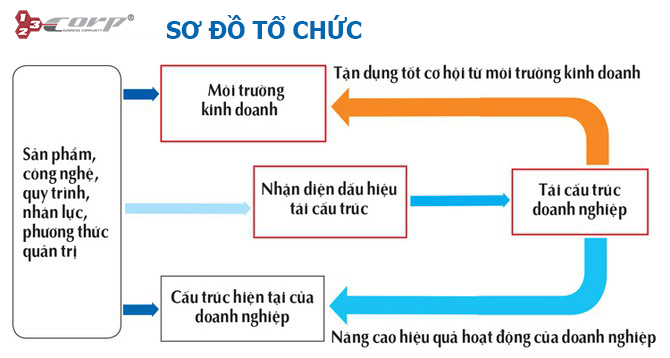 123 corp®
BUSINESS COMPUNITY
SƠ ĐỒ TỔ CHỨC
Tận dụng tốt cơ hội từ môi trường kinh doanh
Môi trường
kinh doanh
Sản phẩm,
công nghệ,
quy trình,
nhân lực,
phương thức
quản trị
Nhận diện dấu hiệu
tái cấu trúc
Tái cấu trúc
doanh nghiệp
Cấu trúc hiện tại của
doanh nghiệp
Nâng cao hiệu quả hoạt động của doanh nghiệp